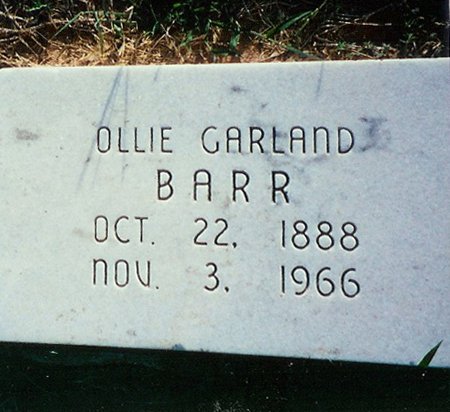 OLLIE GARLAND
BARR
OCT. 22, 1888
NOV. 3, 1966